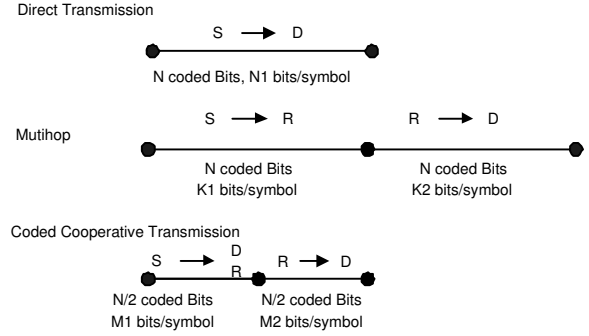 Direct Transmission
S → D
N coded Bits, N1 bits/symbol
S → R R → D
Mutihop
N coded Bits N coded Bits
K1 bits/symbol K2 bits/symbol
Coded Cooperative Transmission
S → D R R → D
N/2 coded Bits N/2 coded Bits
M1 bits/symbol M2 bits/symbol